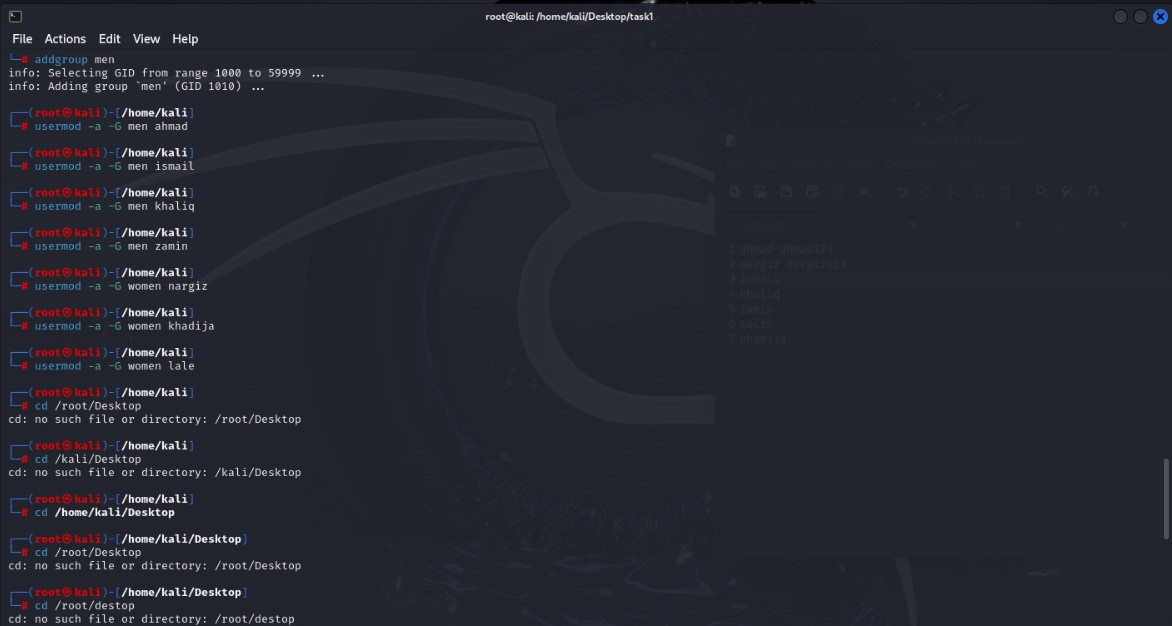 root@kali: /home/kali/Desktop/task1
File Actions Edit View Help
└─# addgroup men
info: Selecting GID from range 1000 to 59999 ...
info: Adding group `men' (GID 1010) ...
┌──(root㉿kali)-[/home/kali]
└─# usermod -a -G men ahmad
┌──(root㉿kali)-[/home/kali]
└─# usermod -a -G men ismail
┌──(root㉿kali)-[/home/kali]
└─# usermod -a -G men khaliq
┌──(root㉿kali)-[/home/kali]
└─# usermod -a -G men zamin
┌──(root㉿kali)-[/home/kali]
└─# usermod -a -G women nargiz
┌──(root㉿kali)-[/home/kali]
└─# usermod -a -G women khadija
┌──(root㉿kali)-[/home/kali]
└─# usermod -a -G women lale
┌──(root㉿kali)-[/home/kali]
└─# cd /root/Desktop
cd: no such file or directory: /root/Desktop
┌──(root㉿kali)-[/home/kali]
└─# cd /kali/Desktop
cd: no such file or directory: /kali/Desktop
┌──(root㉿kali)-[/home/kali]
└─# cd /home/kali/Desktop
┌──(root㉿kali)-[/home/kali/Desktop]
└─# cd /root/Desktop
cd: no such file or directory: /root/Desktop
┌──(root㉿kali)-[/home/kali/Desktop]
└─# cd /root/destop
cd: no such file or directory: /root/destop
1 ahmad ahmad123
2 nargiz nargiz123
3 ismail
4 khaliq
5 zamin
7 khadija